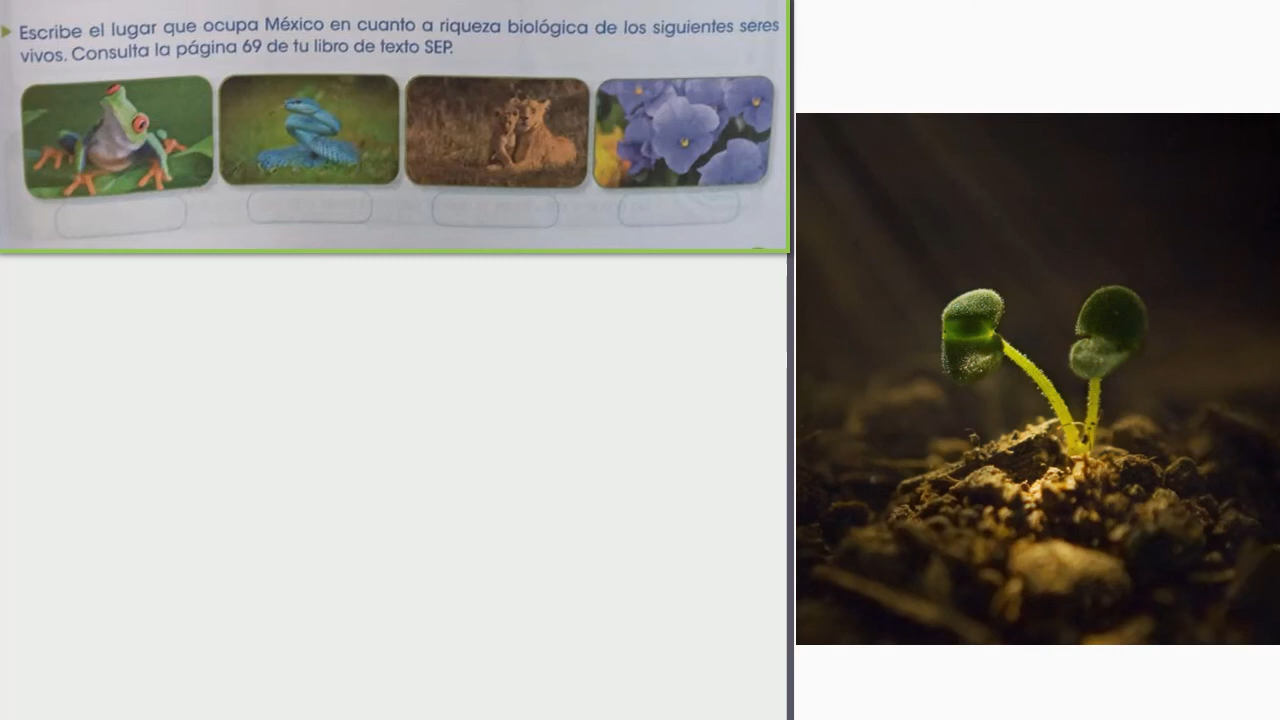 Escribe el lugar que ocupa México en cuanto a riqueza biológica de los siguientes seres
vivos. Consulta la página 69 de tu libro de texto SEP.